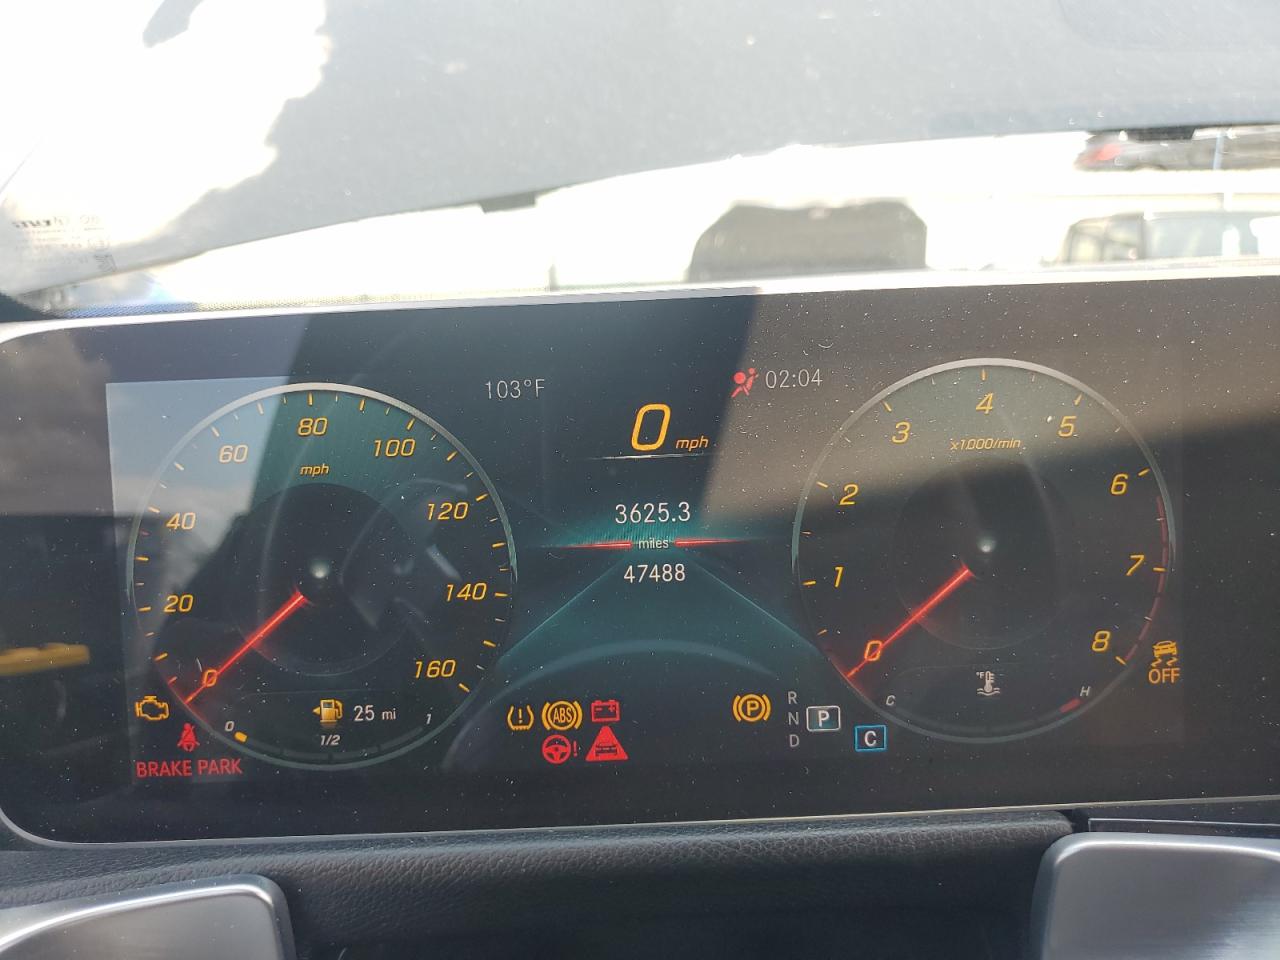 103°F
02:04
0 mph
3625.3
miles
47488
0
20
40
60
80
100
120
140
160
mph
0
1/2
1
25 mi
BRAKE PARK
ABS
P
R
N
P
D
C
0
1
2
3
4
5
6
7
8
x1.000/min
°F
C
H
OFF